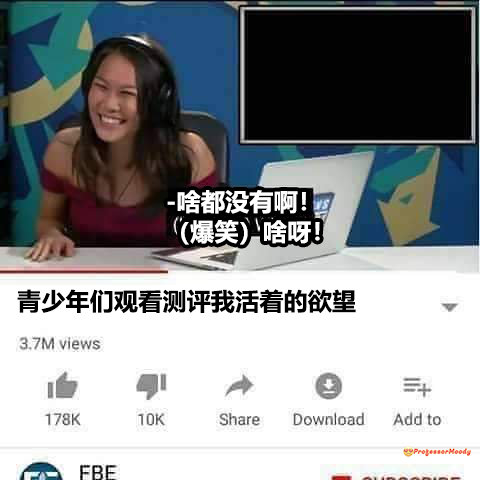 -啥都没有啊！
（爆笑）啥呀！
青少年们观看测评我活着的欲望
3.7M views
178K
10K
Share
Download
Add to
ProfessorMoody
FBE
SUBSCRIBE